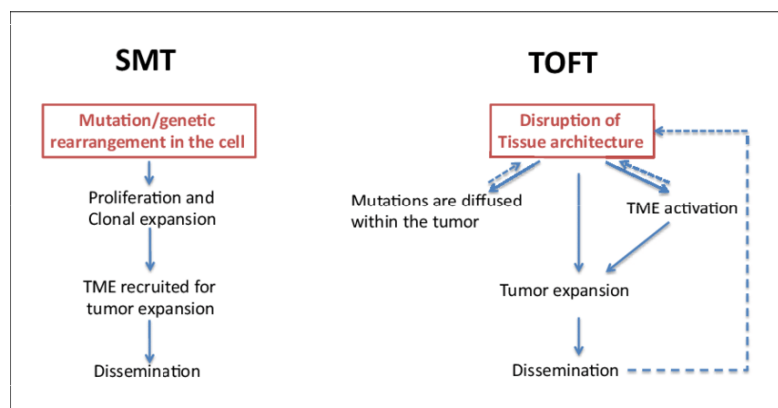 SMT
Mutation/genetic
rearrangement in the cell
Proliferation and
Clonal expansion
TME recruited for
tumor expansion
Dissemination
TOFT
Disruption of
Tissue architecture
Mutations are diffused
within the tumor
TME activation
Tumor expansion
Dissemination